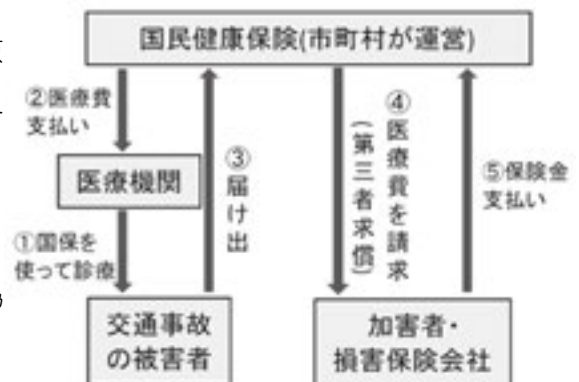 国民健康保険(市町村が運営)
②医療費
支払い
医療機関
①国保を
使って診療
③届け出
④医療費を請求
(第三者求償)
⑤保険金
支払い
交通事故
の被害者
加害者・
損害保険会社